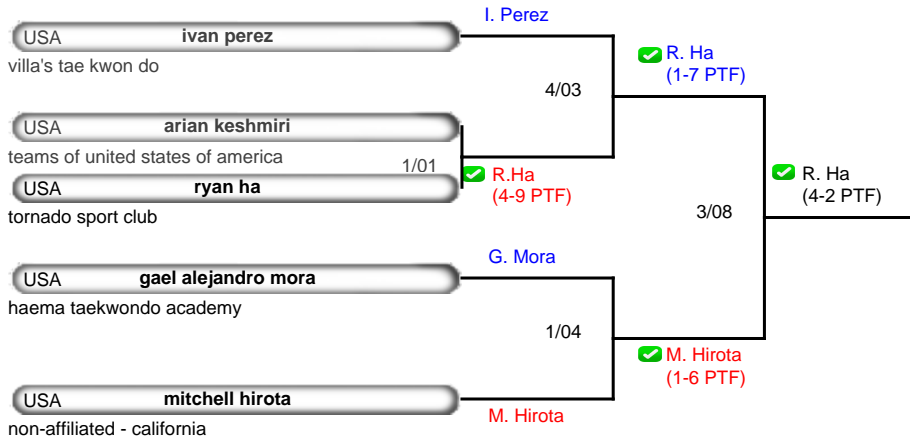 I. Perez
USA ivan perez
villa's tae kwon do
R. Ha
(1-7 PTF)
4/03
USA arian keshmiri
teams of united states of america
1/01
R.Ha
(4-9 PTF)
USA ryan ha
tornado sport club
R. Ha
(4-2 PTF)
3/08
G. Mora
USA gael alejandro mora
haema taekwondo academy
1/04
M. Hirota
(1-6 PTF)
USA mitchell hirota
M. Hirota
non-affiliated - california